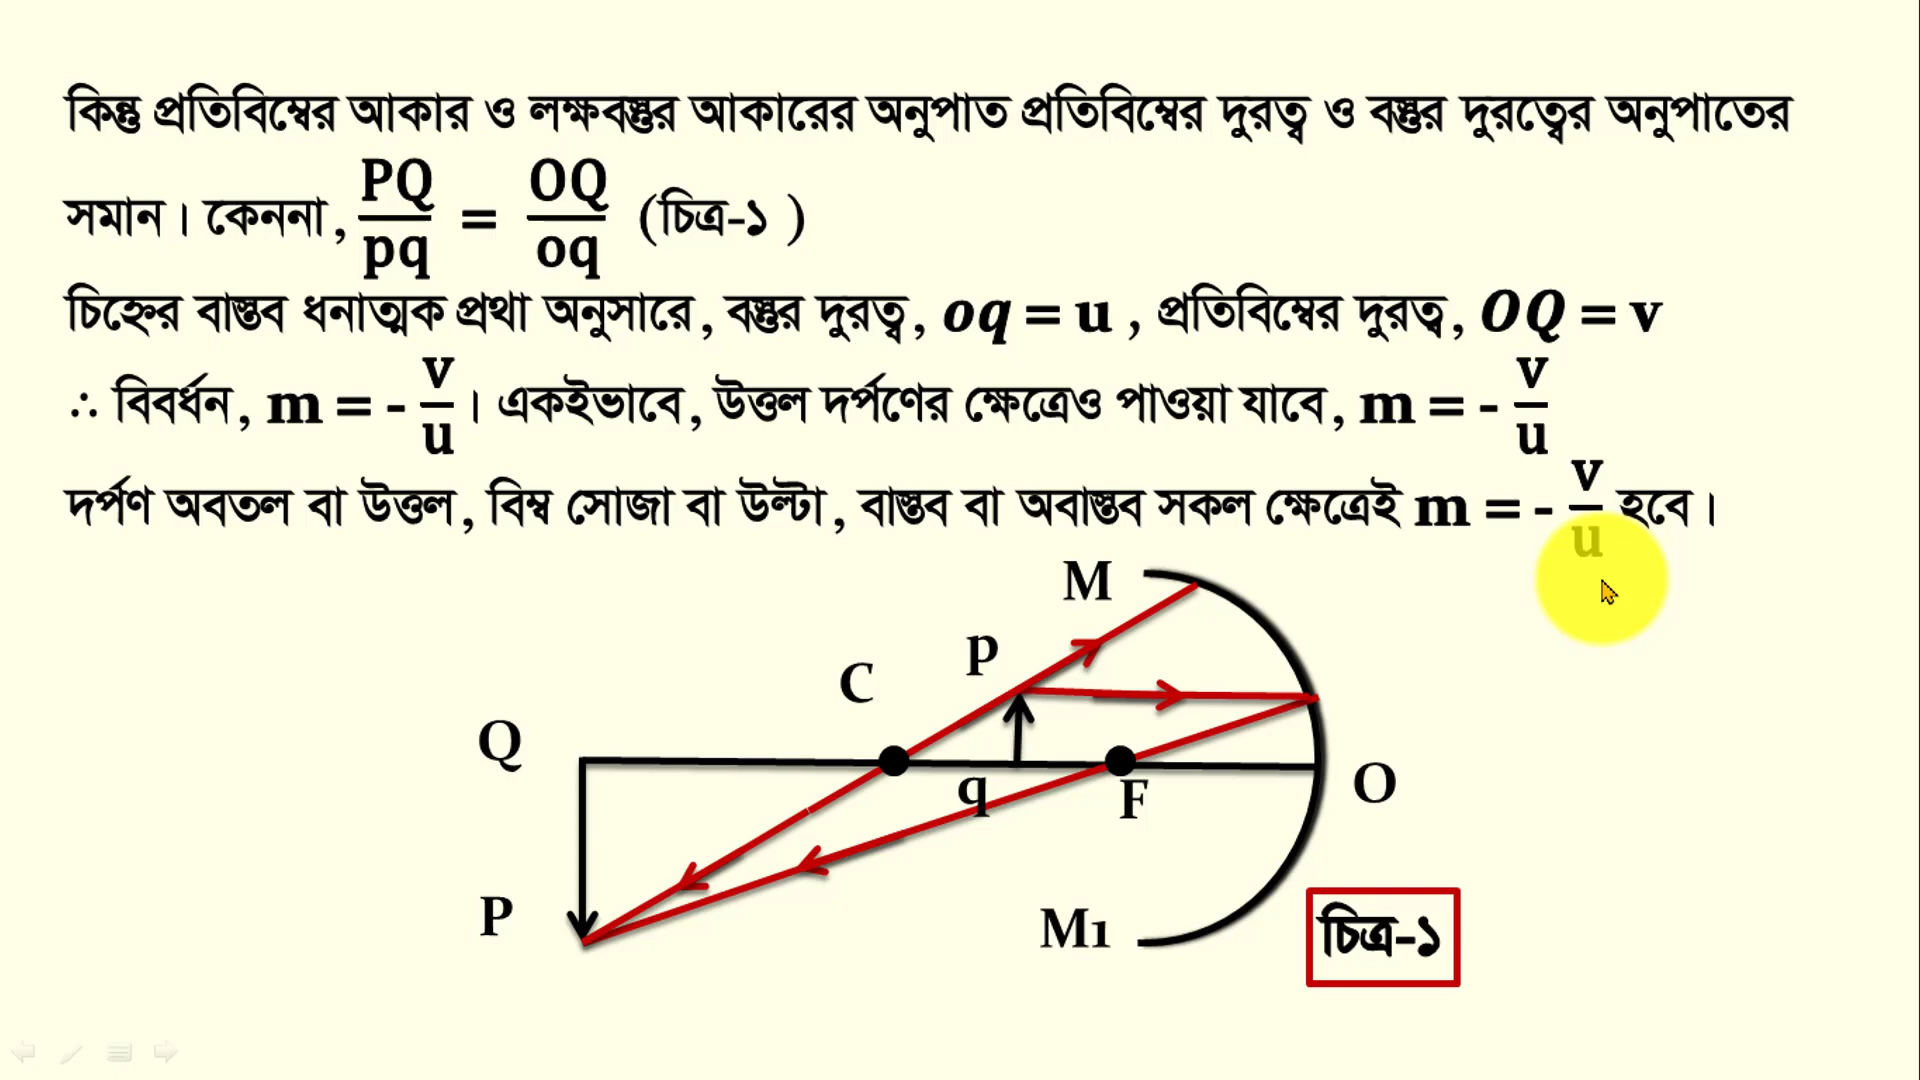 কিন্তু প্রতিবিম্বের আকার ও লক্ষবস্তুর আকারের অনুপাত প্রতিবিম্বের দুরত্ব ও বস্তুর দুরত্বের অনুপাতের
সমান। কেননা, PQ/pq = OQ/oq (চিত্র-১ )
চিহ্নের বাস্তব ধনাত্মক প্রথা অনুসারে, বস্তুর দুরত্ব, oq = u , প্রতিবিম্বের দুরত্ব, OQ = v
∴ বিবর্ধন, m = - v/u। একইভাবে, উত্তল দর্পণের ক্ষেত্রেও পাওয়া যাবে, m = - v/u
দর্পণ অবতল বা উত্তল, বিম্ব সোজা বা উল্টা, বাস্তব বা অবাস্তব সকল ক্ষেত্রেই m = - v/u হবে।
M
p
C
Q
q
F
O
P
M1
চিত্র-১